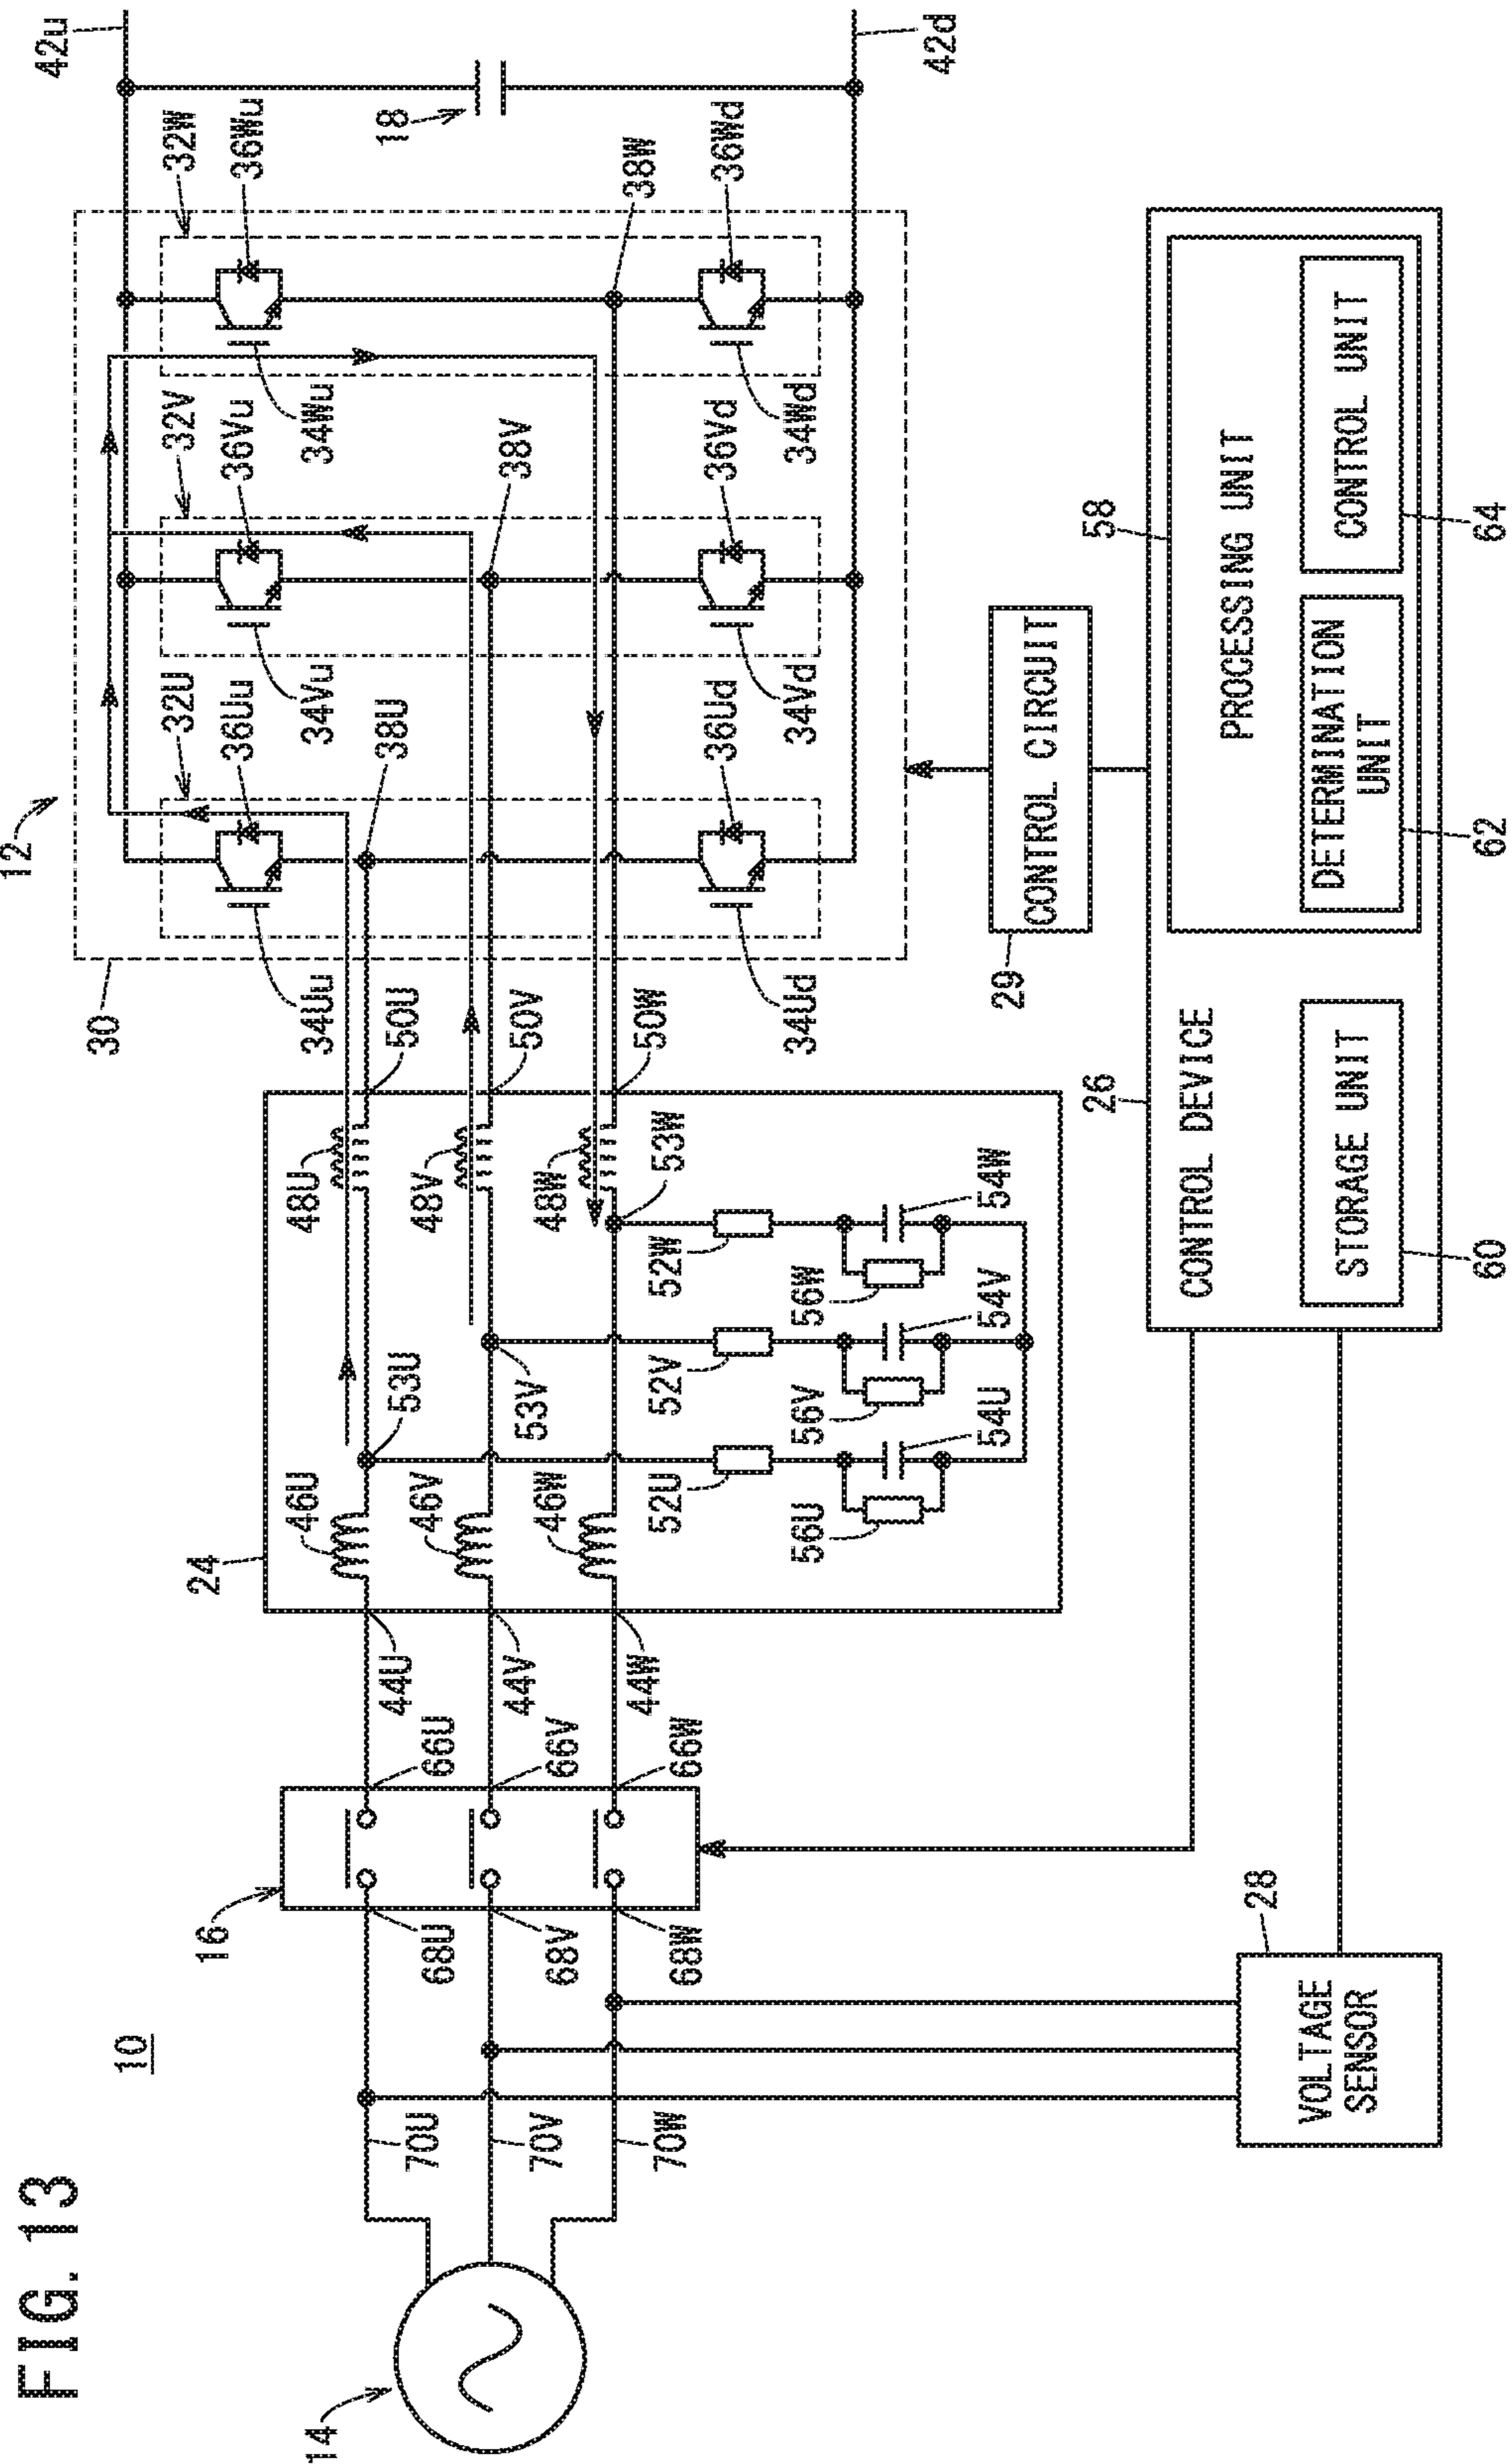 FIG. 13
10
12
42u
18
42d
30
32U
32V
32W
36Uu
36Vu
36Wu
34Uu
34Vu
34Wu
38U
38V
38W
36Ud
36Vd
36Wd
34Ud
34Vd
34Wd
24
46U
46V
46W
48U
48V
48W
50U
50V
50W
53U
53V
53W
52U
52V
52W
56U
56V
56W
54U
54V
54W
44U
44V
44W
16
66U
66V
66W
68U
68V
68W
14
70U
70V
70W
28
VOLTAGE
SENSOR
29
CONTROL CIRCUIT
26
CONTROL DEVICE
STORAGE UNIT
60
58
PROCESSING UNIT
DETERMINATION
UNIT
62
CONTROL UNIT
64